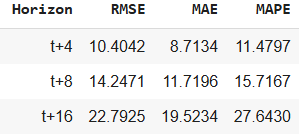 Horizon RMSE MAE MAPE
t+4 10.4042 8.7134 11.4797
t+8 14.2471 11.7196 15.7167
t+16 22.7925 19.5234 27.6430